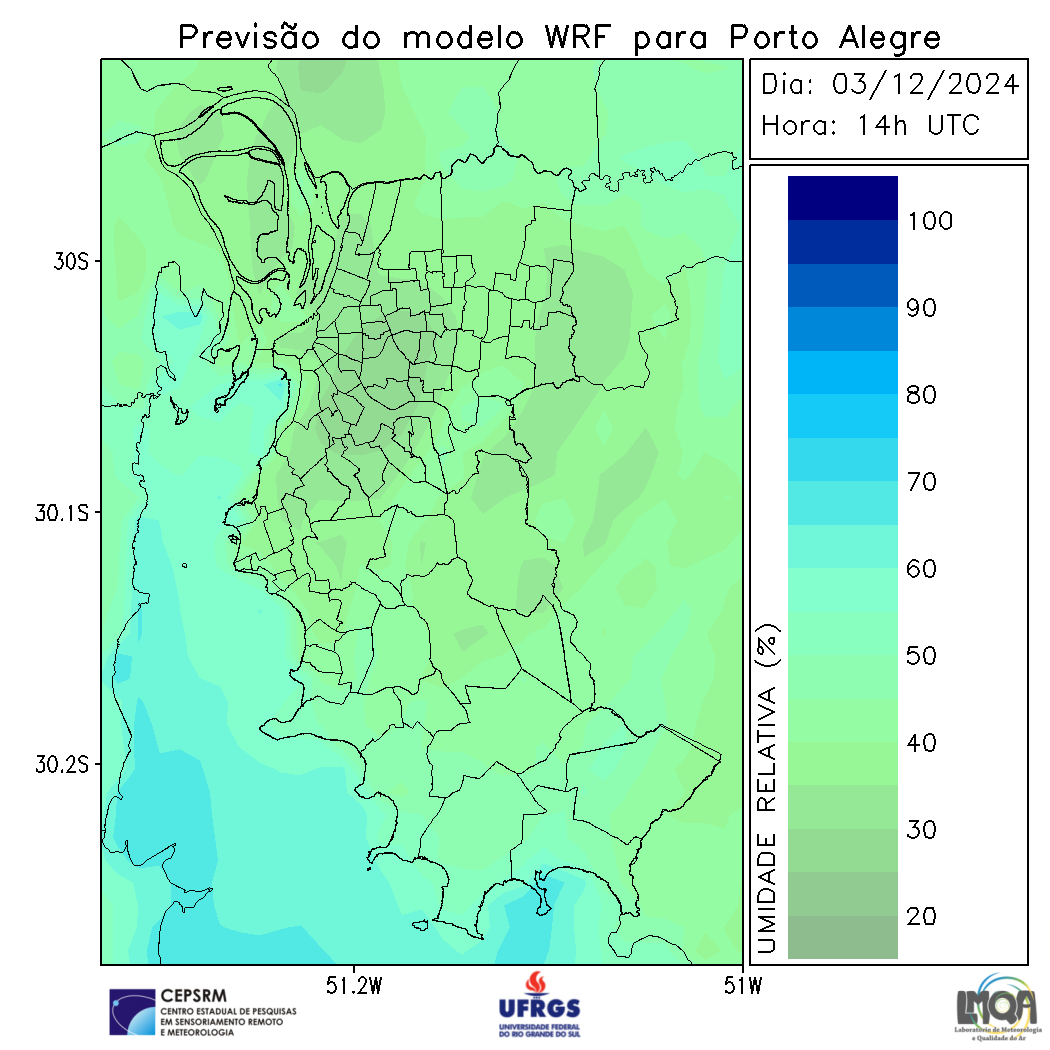 Previsão do modelo WRF para Porto Alegre
Dia: 03/12/2024
Hora: 14h UTC
100
90
80
70
60
50
40
30
20
UMIDADE RELATIVA (%)
30S
30.1S
30.2S
51.2W
51W
CEPSRM
CENTRO ESTADUAL DE PESQUISAS
EM SENSORIAMENTO REMOTO
E METEOROLOGIA
UFRGS
UNIVERSIDADE FEDERAL
DO RIO GRANDE DO SUL
LMQA
Laboratório de Meteorologia
e Qualidade do Ar